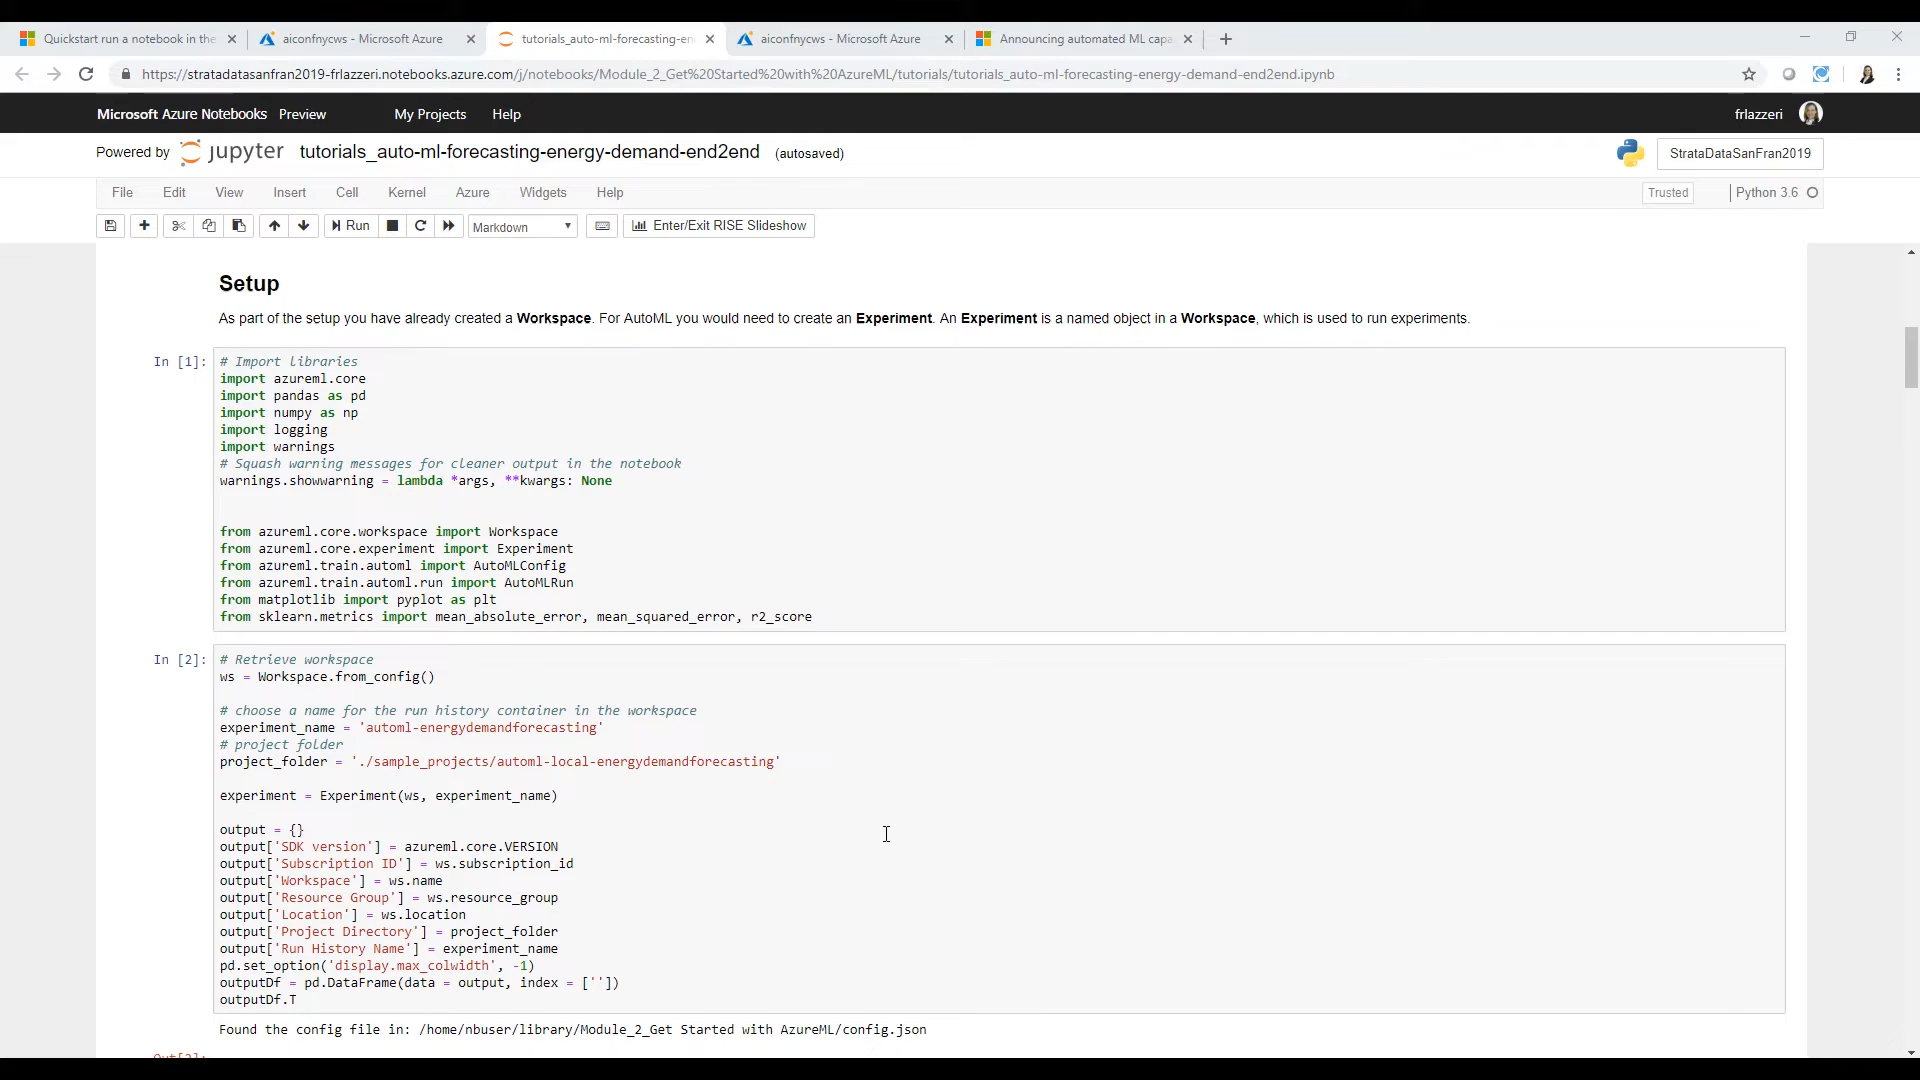 Quickstart run a notebook in the
aiconfnycws - Microsoft Azure
tutorials_auto-ml-forecasting-en
aiconfnycws - Microsoft Azure
Announcing automated ML capa
https://stratadatasanfran2019-frlazzeri.notebooks.azure.com/j/notebooks/Module_2_Get%20Started%20with%20AzureML/tutorials/tutorials_auto-ml-forecasting-energy-demand-end2end.ipynb
Microsoft Azure Notebooks Preview My Projects Help frlazzeri
Powered by jupyter tutorials_auto-ml-forecasting-energy-demand-end2end (autosaved) StrataDataSanFran2019
File Edit View Insert Cell Kernel Azure Widgets Help Trusted Python 3.6
Run Markdown Enter/Exit RISE Slideshow
Setup
As part of the setup you have already created a Workspace. For AutoML you would need to create an Experiment. An Experiment is a named object in a Workspace, which is used to run experiments.
In [1]: # Import libraries
import azureml.core
import pandas as pd
import numpy as np
import logging
import warnings
# Squash warning messages for cleaner output in the notebook
warnings.showwarning = lambda *args, **kwargs: None
from azureml.core.workspace import Workspace
from azureml.core.experiment import Experiment
from azureml.train.automl import AutoMLConfig
from azureml.train.automl.run import AutoMLRun
from matplotlib import pyplot as plt
from sklearn.metrics import mean_absolute_error, mean_squared_error, r2_score
In [2]: # Retrieve workspace
ws = Workspace.from_config()
# choose a name for the run history container in the workspace
experiment_name = 'automl-energydemandforecasting'
# project folder
project_folder = './sample_projects/automl-local-energydemandforecasting'
experiment = Experiment(ws, experiment_name)
output = {}
output['SDK version'] = azureml.core.VERSION
output['Subscription ID'] = ws.subscription_id
output['Workspace'] = ws.name
output['Resource Group'] = ws.resource_group
output['Location'] = ws.location
output['Project Directory'] = project_folder
output['Run History Name'] = experiment_name
pd.set_option('display.max_colwidth', -1)
outputDf = pd.DataFrame(data = output, index = [''])
outputDf.T
Found the config file in: /home/nbuser/library/Module_2_Get Started with AzureML/config.json